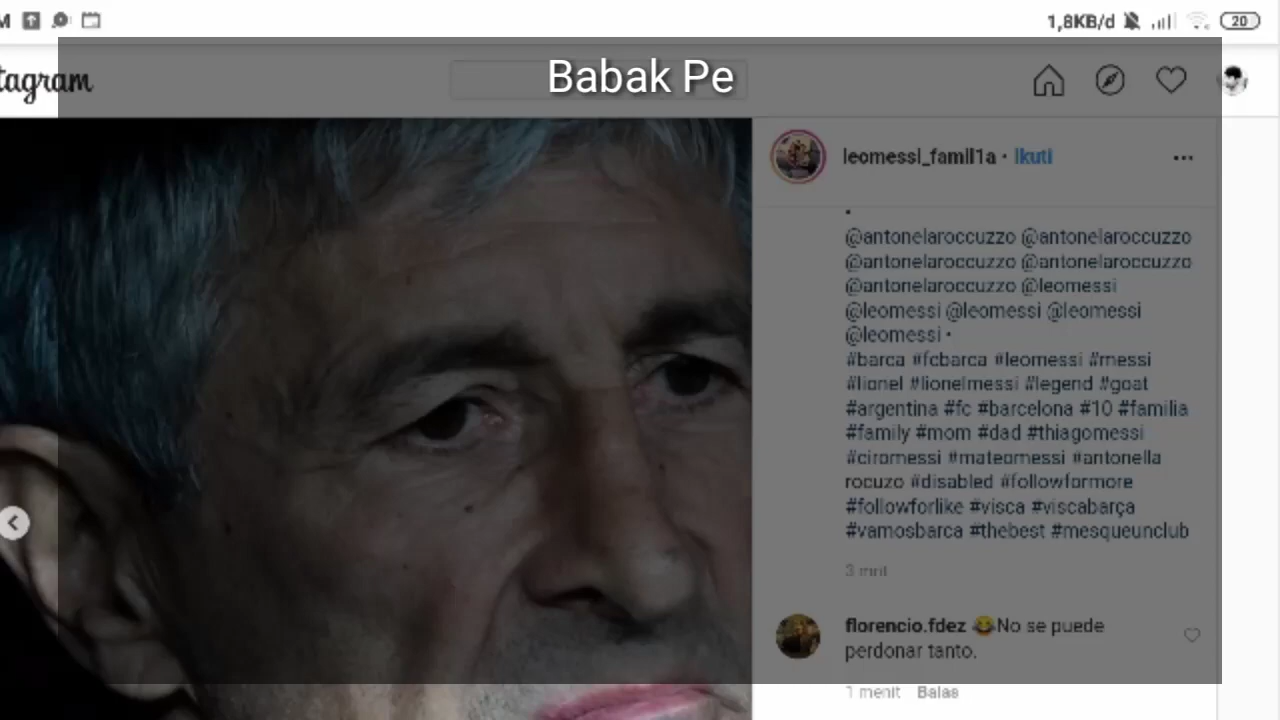 M
1,8KB/d
20
tagram
Babak Pe
leomessi_famil1a • Ikuti
•
@antonelaroccuzzo @antonelaroccuzzo
@antonelaroccuzzo @antonelaroccuzzo
@antonelaroccuzzo @leomessi
@leomessi @leomessi @leomessi
@leomessi •
#barca #fcbarca #leomessi #messi
#lionel #lionelmessi #legend #goat
#argentina #fc #barcelona #10 #familia
#family #mom #dad #thiagomessi
#ciromessi #mateomessi #antonella
rocuzo #disabled #followformore
#followforlike #visca #viscabarça
#vamosbarca #thebest #mesqueunclub
3 mnt
florencio.fdez 😂No se puede
perdonar tanto.
1 menit Balas